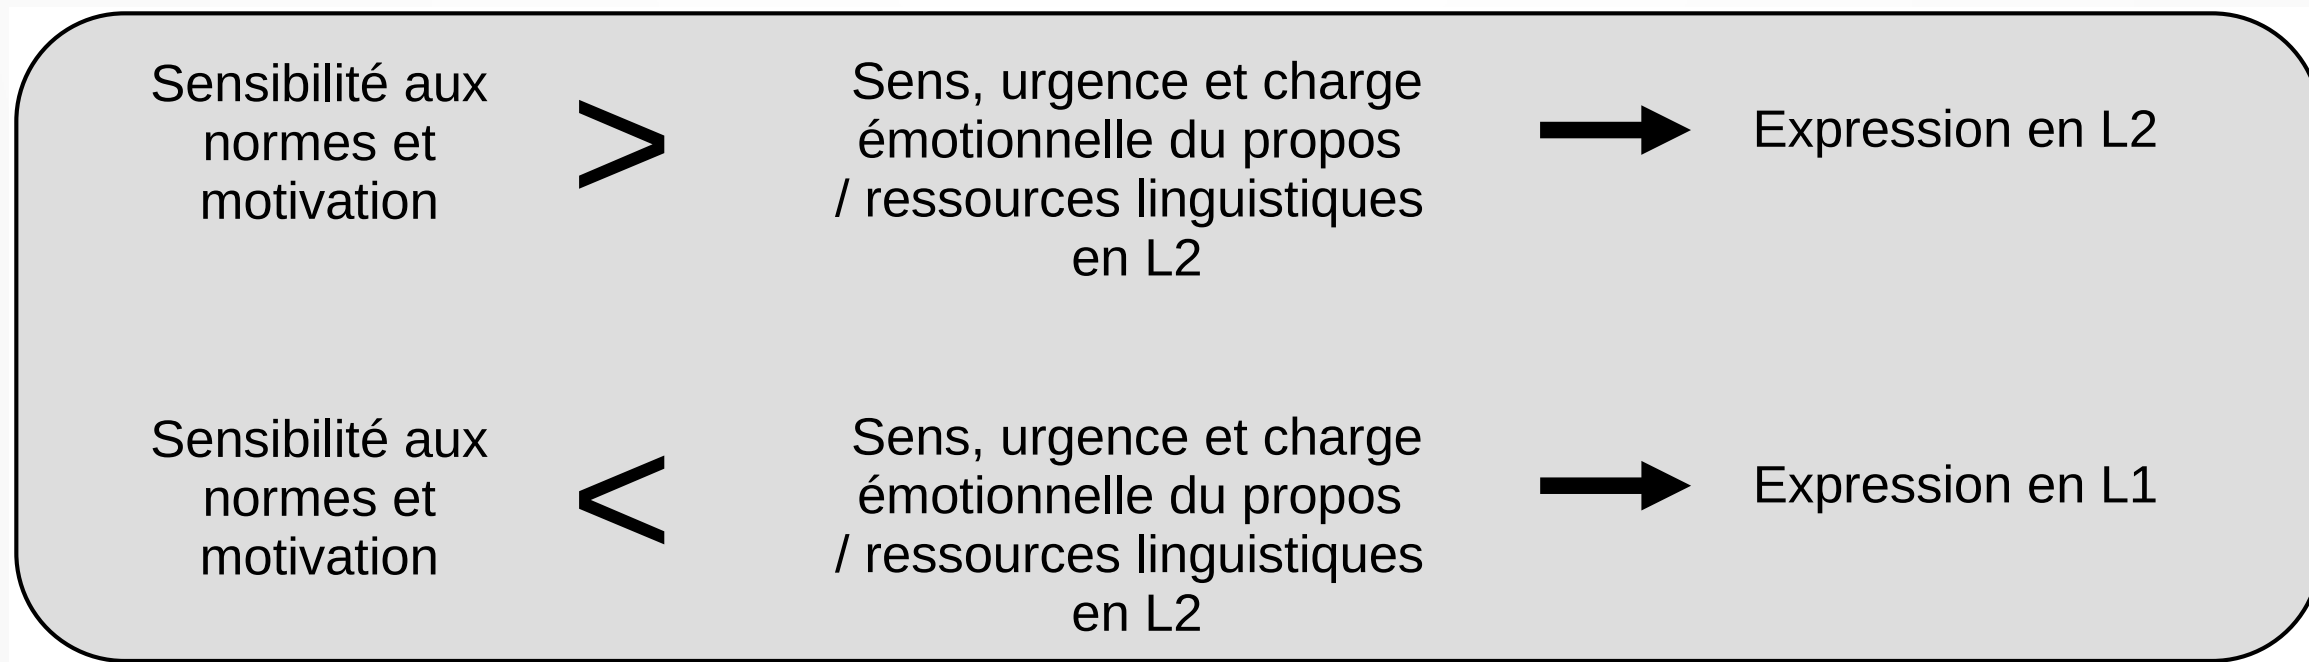 Sensibilité aux
normes et
motivation
>
Sens, urgence et charge
émotionnelle du propos
/ ressources linguistiques
en L2
Expression en L2
Sensibilité aux
normes et
motivation
<
Sens, urgence et charge
émotionnelle du propos
/ ressources linguistiques
en L2
Expression en L1